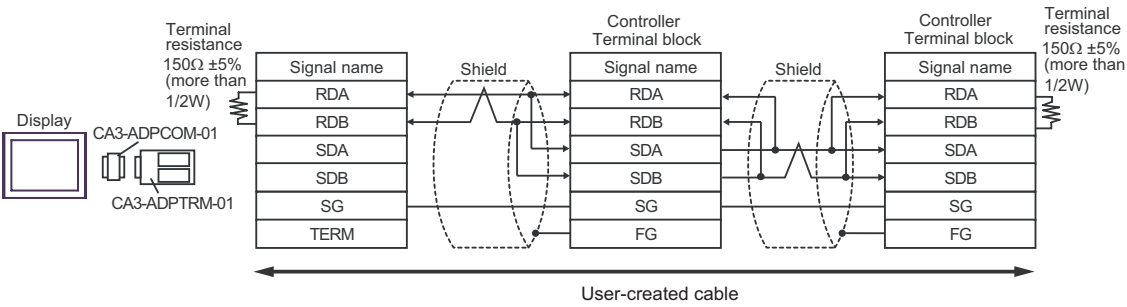 Terminal
resistance
150Ω ±5%
(more than
1/2W)
Display
CA3-ADPCOM-01
CA3-ADPTRM-01
Signal name
RDA
RDB
SDA
SDB
SG
TERM
Shield
Controller
Terminal block
Signal name
RDA
RDB
SDA
SDB
SG
FG
Shield
Controller
Terminal block
Signal name
RDA
RDB
SDA
SDB
SG
FG
Terminal
resistance
150Ω ±5%
(more than
1/2W)
User-created cable